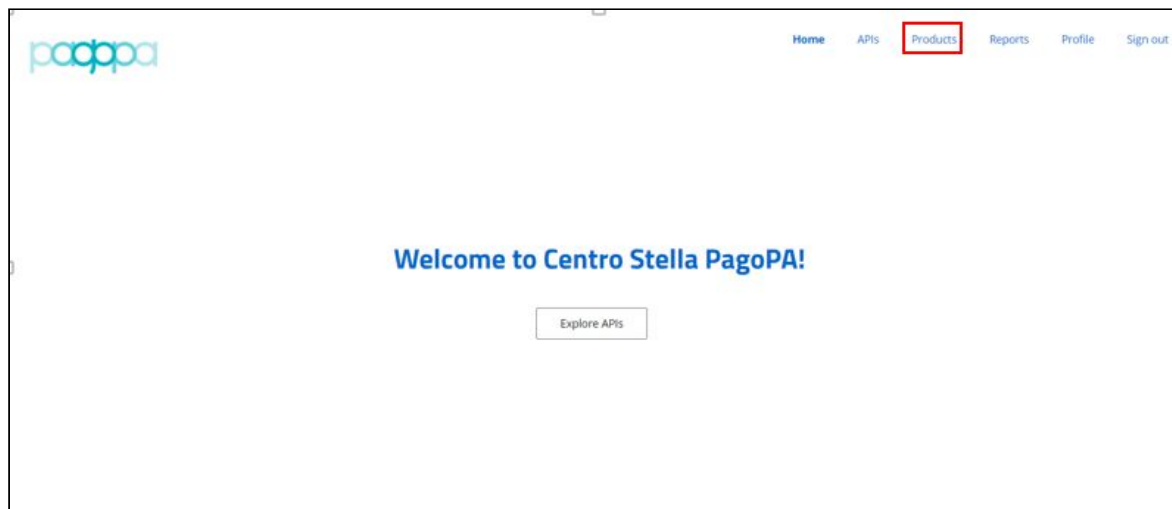 pagopa
Home APIs Products Reports Profile Sign out
Welcome to Centro Stella PagoPA!
Explore APIs